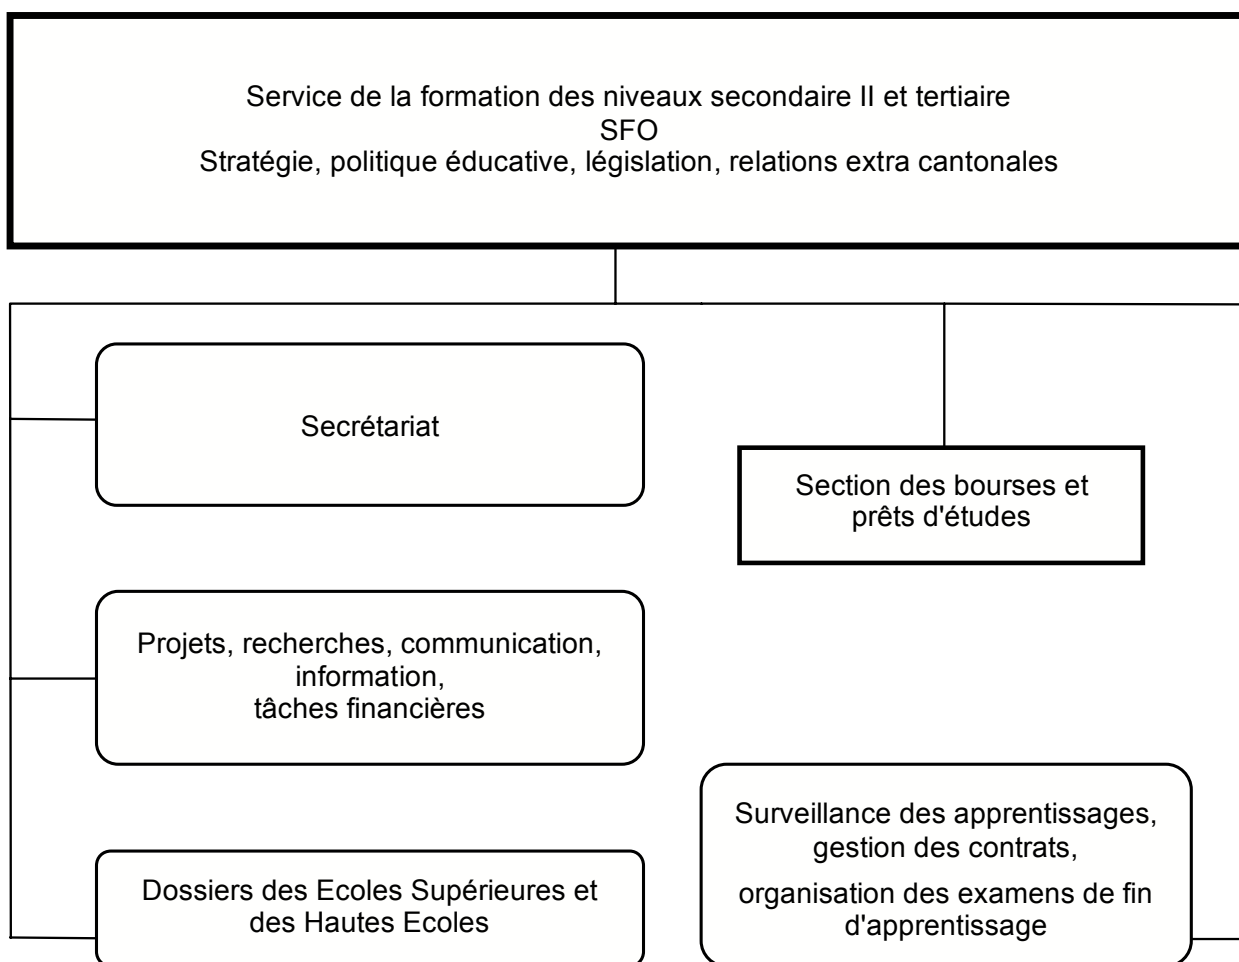 Service de la formation des niveaux secondaire II et tertiaire
SFO
Stratégie, politique éducative, législation, relations extra cantonales
Secrétariat
Section des bourses et
prêts d'études
Projets, recherches, communication,
information,
tâches financières
Surveillance des apprentissages,
gestion des contrats,
organisation des examens de fin
d'apprentissage
Dossiers des Ecoles Supérieures et
des Hautes Ecoles